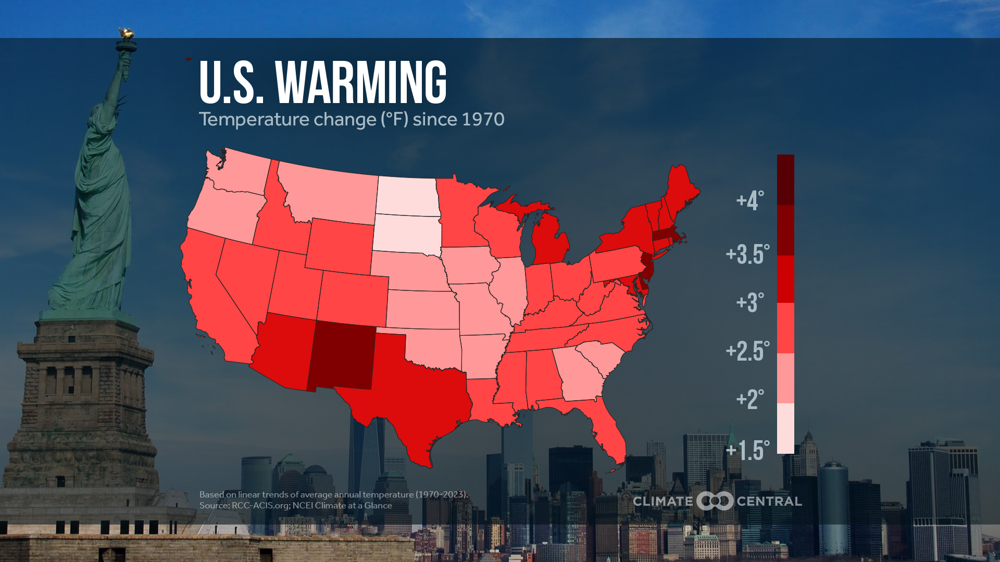 U.S. WARMING
Temperature change (°F) since 1970
+4°
+3.5°
+3°
+2.5°
+2°
+1.5°
Based on linear trends of average annual temperature (1970-2023).
Source: RCC-ACIS.org; NCEI Climate at a Glance
CLIMATE CENTRAL